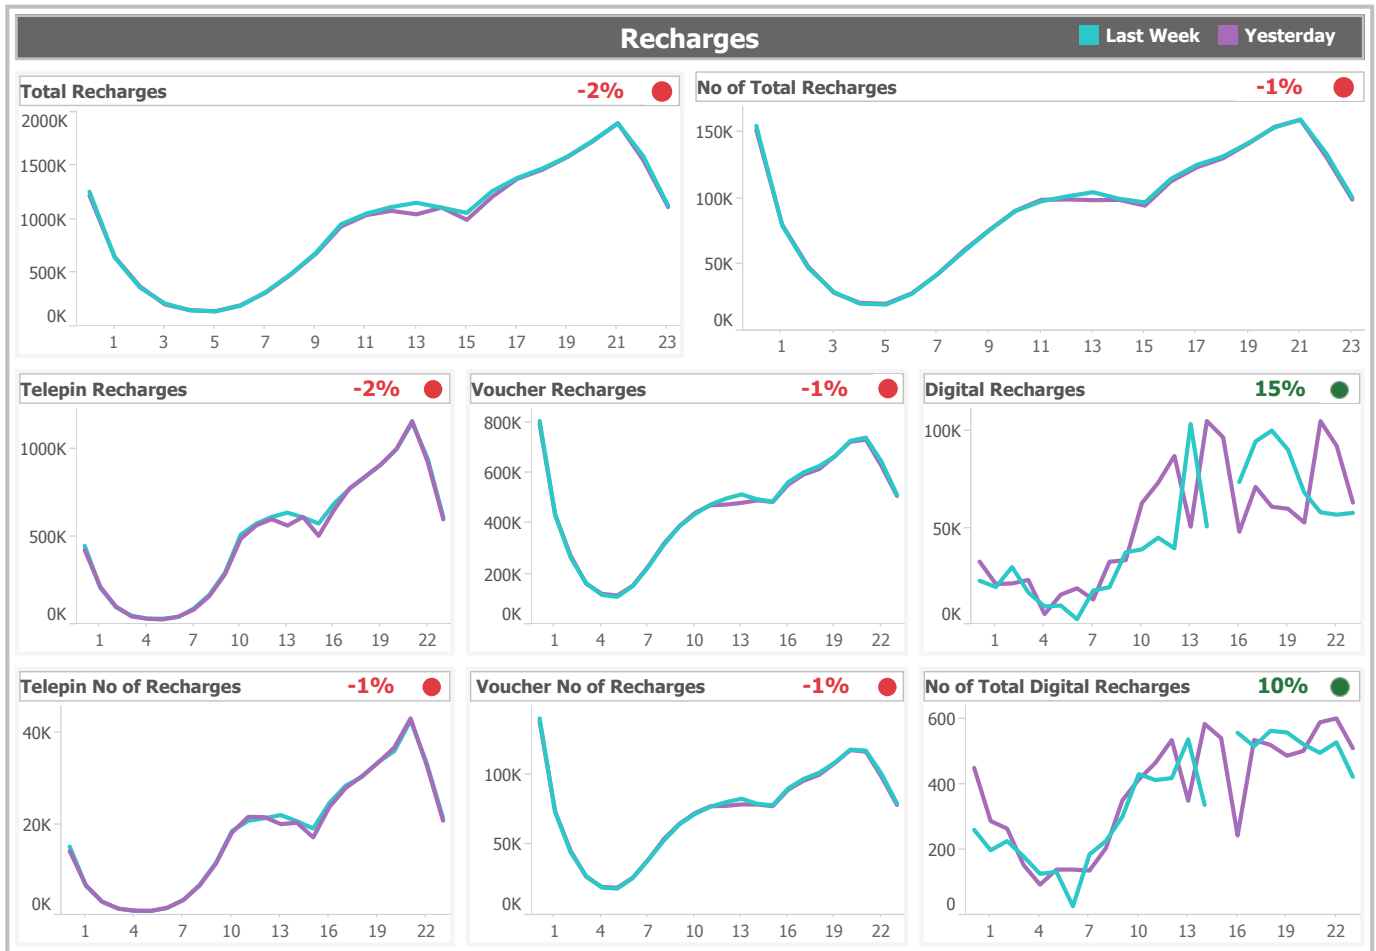 Recharges
Last Week Yesterday
Total Recharges -2%
2000K
1500K
1000K
500K
0K
1 3 5 7 9 11 13 15 17 19 21 23
No of Total Recharges -1%
150K
100K
50K
0K
1 3 5 7 9 11 13 15 17 19 21 23
Telepin Recharges -2%
1000K
500K
0K
1 4 7 10 13 16 19 22
Voucher Recharges -1%
800K
600K
400K
200K
0K
1 4 7 10 13 16 19 22
Digital Recharges 15%
100K
50K
0K
1 4 7 10 13 16 19 22
Telepin No of Recharges -1%
40K
20K
0K
1 4 7 10 13 16 19 22
Voucher No of Recharges -1%
100K
50K
0K
1 4 7 10 13 16 19 22
No of Total Digital Recharges 10%
600
400
200
0
1 4 7 10 13 16 19 22